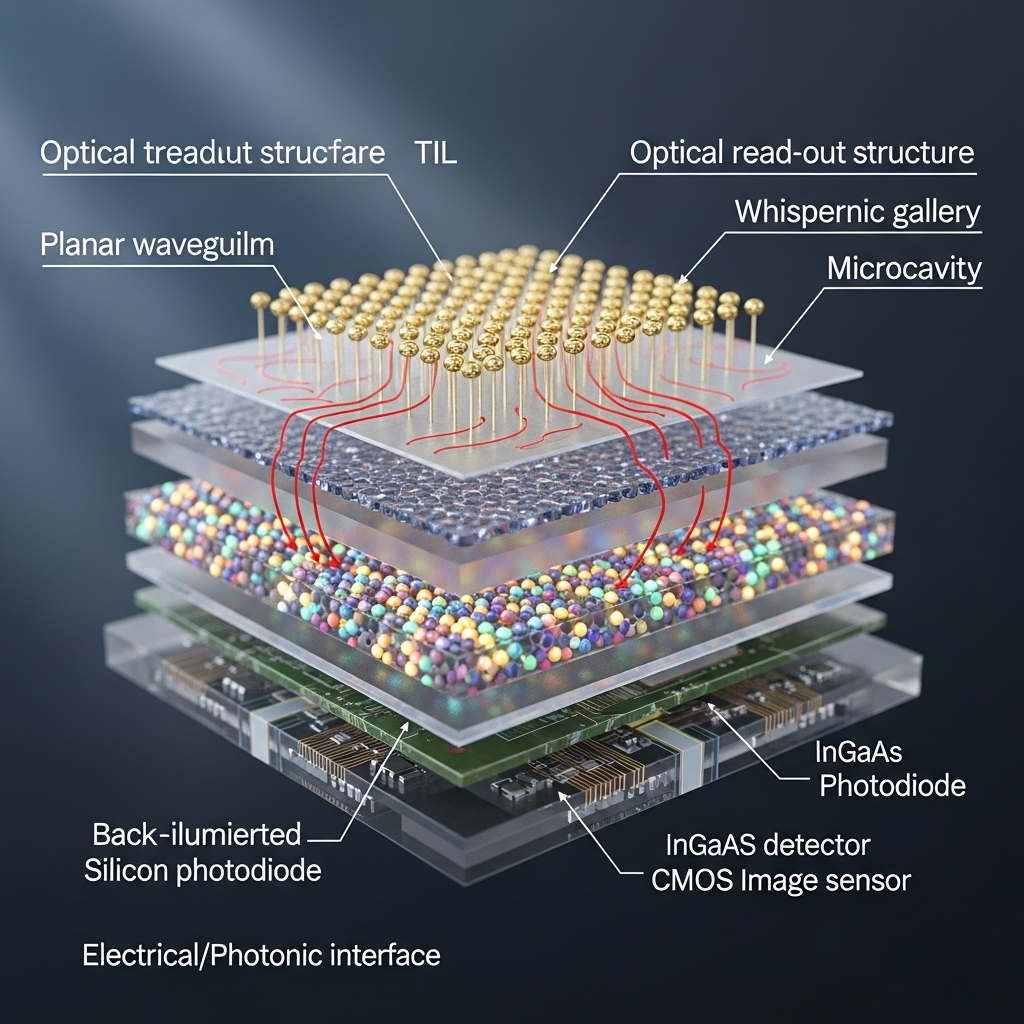 Optical treadıut strucfare TIL
Optical read-out structure
Whispernic gallery
Planar waveguilm
Microcavity
InGaAs
Photodiode
Back-ilumierted
Silicon photodiode
InGaAS detector
CMOS Image sensor
Electrical/Photonic interface